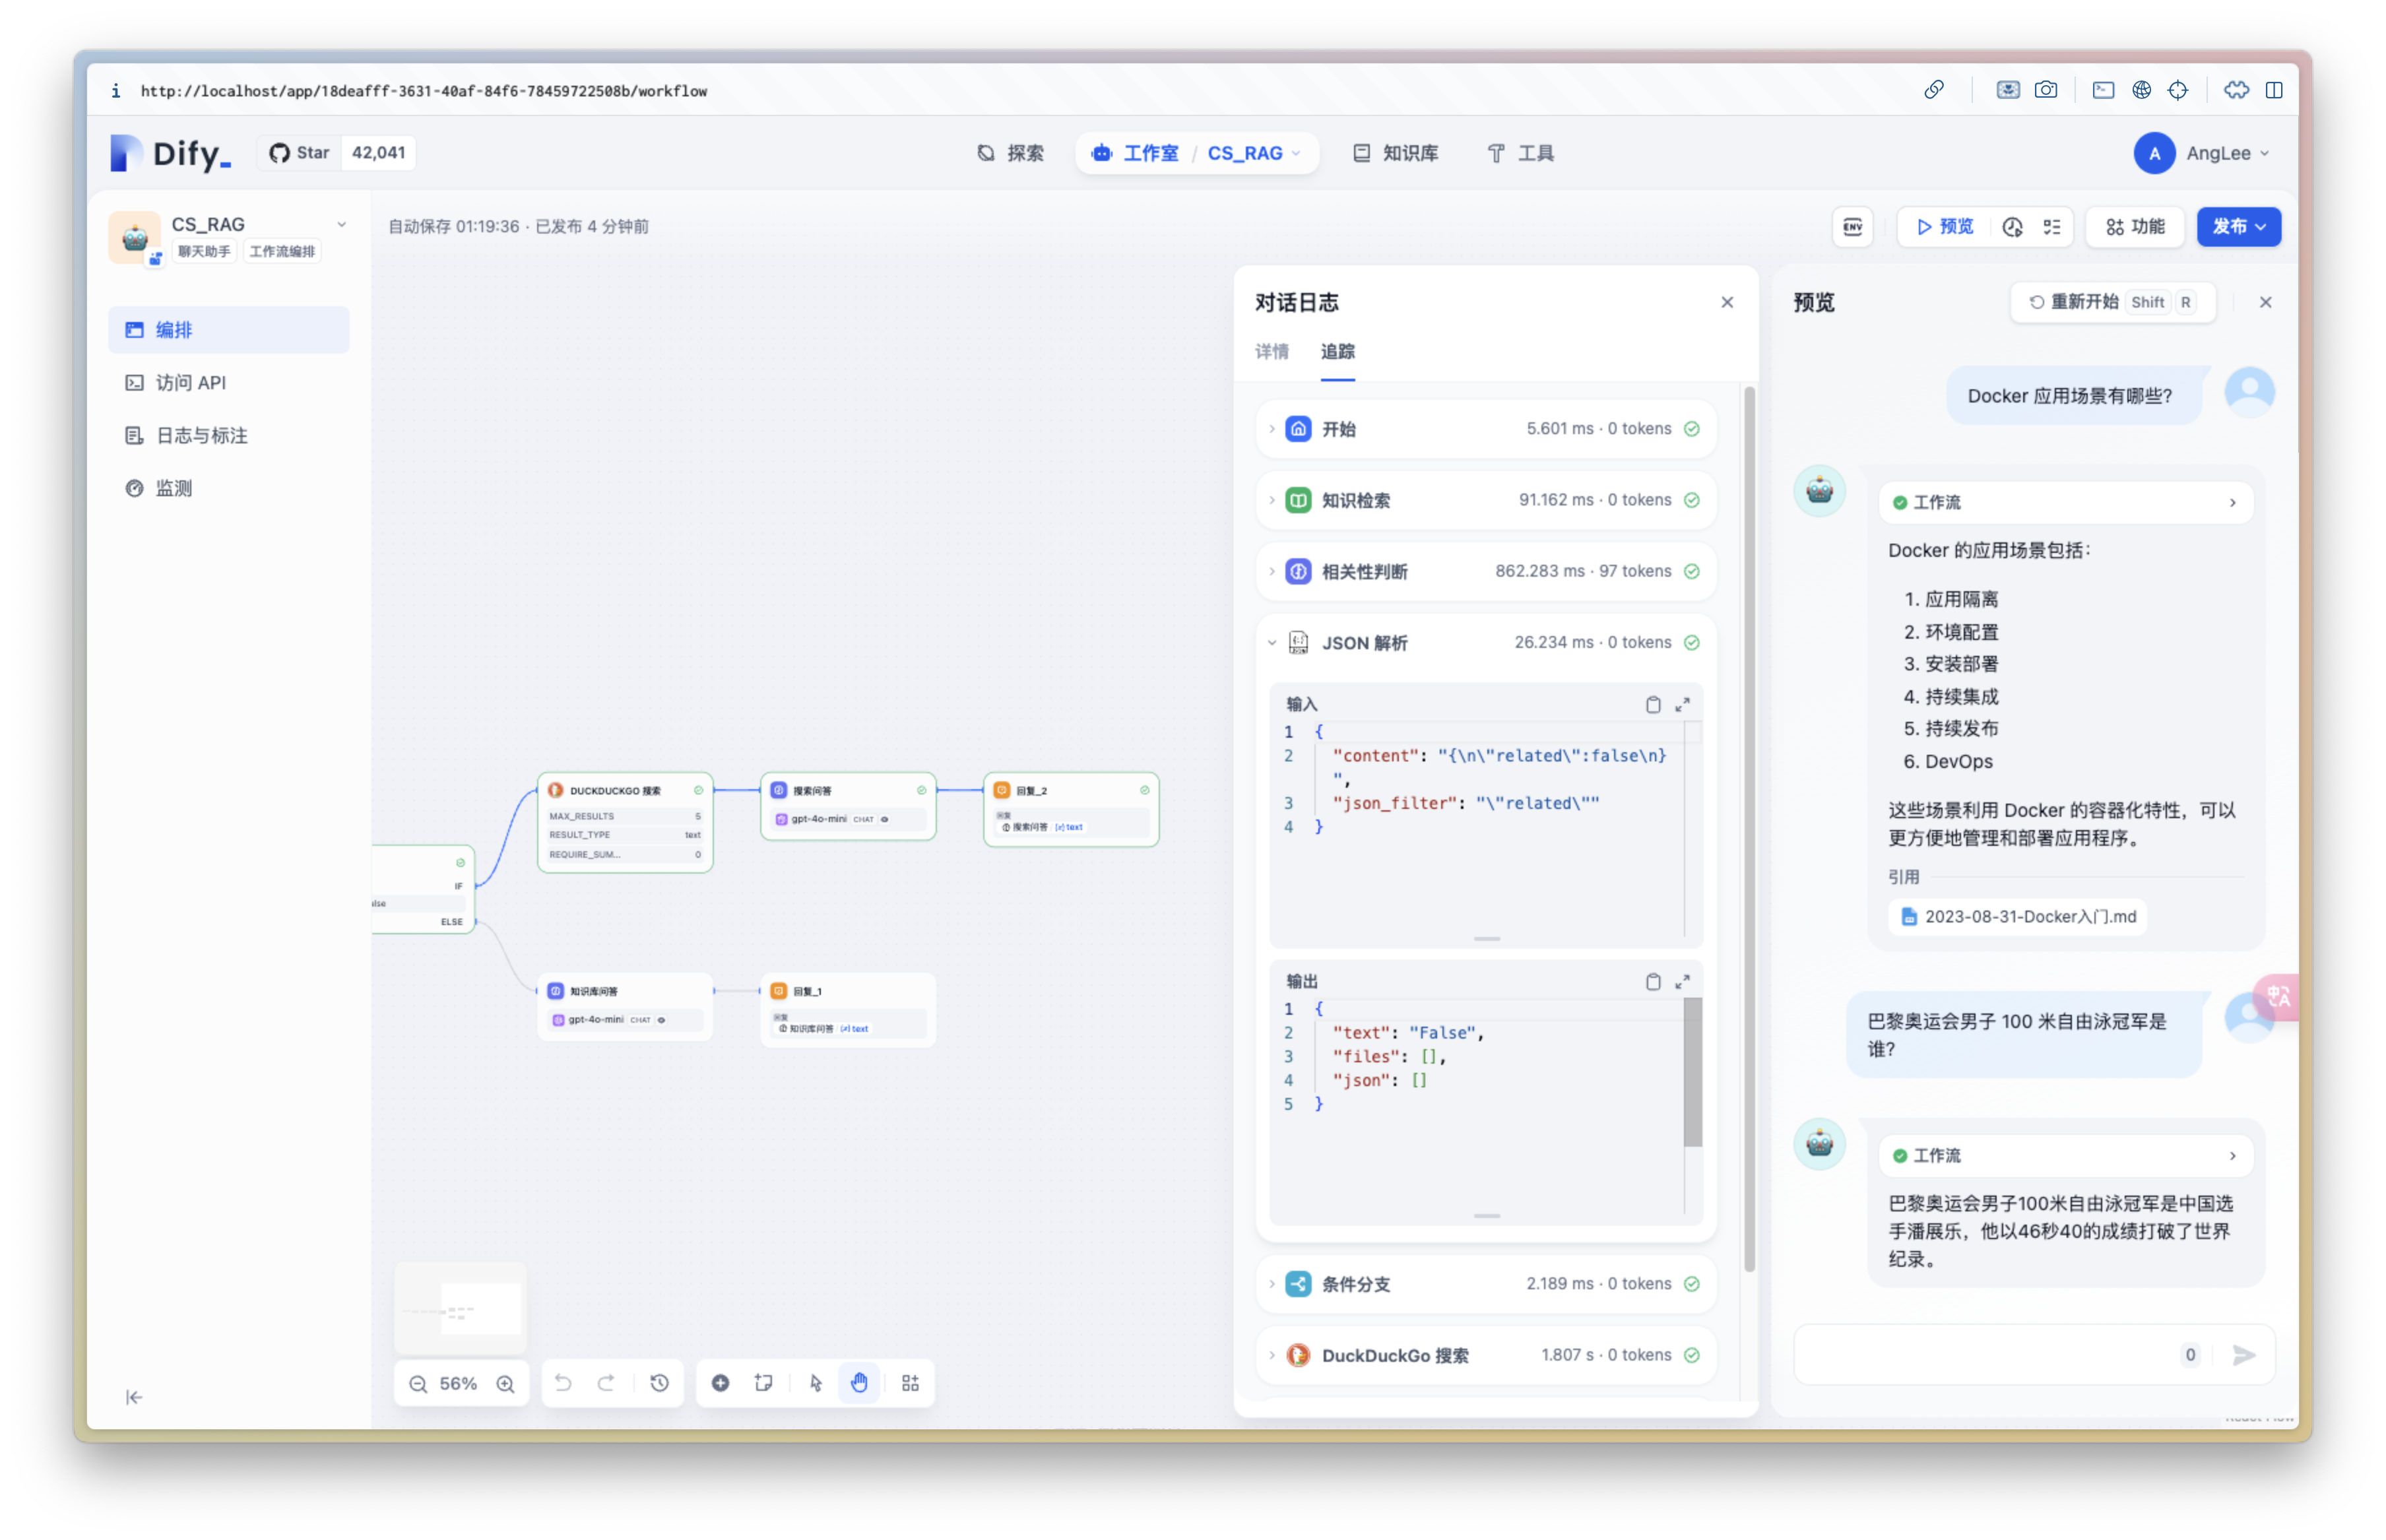 http://localhost/app/18deafff-3631-40af-84f6-78459722508b/workflow
Dify_
Star 42,041
探索
工作室 / CS_RAG
知识库
工具
A AngLee
CS_RAG
聊天助手 工作流编排
编排
访问 API
日志与标注
监测
自动保存 01:19:36 · 已发布 4 分钟前
ENV
预览
功能
发布
IF
alse
ELSE
DUCKDUCKGO 搜索
MAX_RESULTS 5
RESULT_TYPE text
REQUIRE_SUM... 0
搜索问答
gpt-4o-mini CHAT
回复_2
回复
搜索问答 {x} text
知识库问答
gpt-4o-mini CHAT
回复_1
回复
知识库问答 {x} text
56%
对话日志
详情 追踪
开始 5.601 ms · 0 tokens
知识检索 91.162 ms · 0 tokens
相关性判断 862.283 ms · 97 tokens
JSON 解析 26.234 ms · 0 tokens
输入
1 {
2 "content": "{\n\"related\":false\n}
",
3 "json_filter": "\"related\""
4 }
输出
1 {
2 "text": "False",
3 "files": [],
4 "json": []
5 }
条件分支 2.189 ms · 0 tokens
DuckDuckGo 搜索 1.807 s · 0 tokens
预览
重新开始 Shift R
Docker 应用场景有哪些?
工作流
Docker 的应用场景包括：
1. 应用隔离
2. 环境配置
3. 安装部署
4. 持续集成
5. 持续发布
6. DevOps
这些场景利用 Docker 的容器化特性，可以
更方便地管理和部署应用程序。
引用
2023-08-31-Docker入门.md
巴黎奥运会男子 100 米自由泳冠军是
谁?
工作流
巴黎奥运会男子100米自由泳冠军是中国选
手潘展乐，他以46秒40的成绩打破了世界
纪录。
0